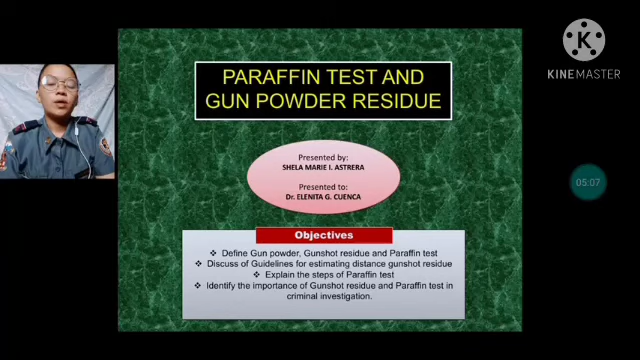 PARAFFIN TEST AND
GUN POWDER RESIDUE
Presented by:
SHELA MARIE I. ASTRERA
Presented to:
Dr. ELENITA G. CUENCA
Objectives
❖ Define Gun powder, Gunshot residue and Paraffin test
❖ Discuss of Guidelines for estimating distance gunshot residue
❖ Explain the steps of Paraffin test
❖ Identify the importance of Gunshot residue and Paraffin test in
criminal investigation.
K
KINEMASTER
05:07